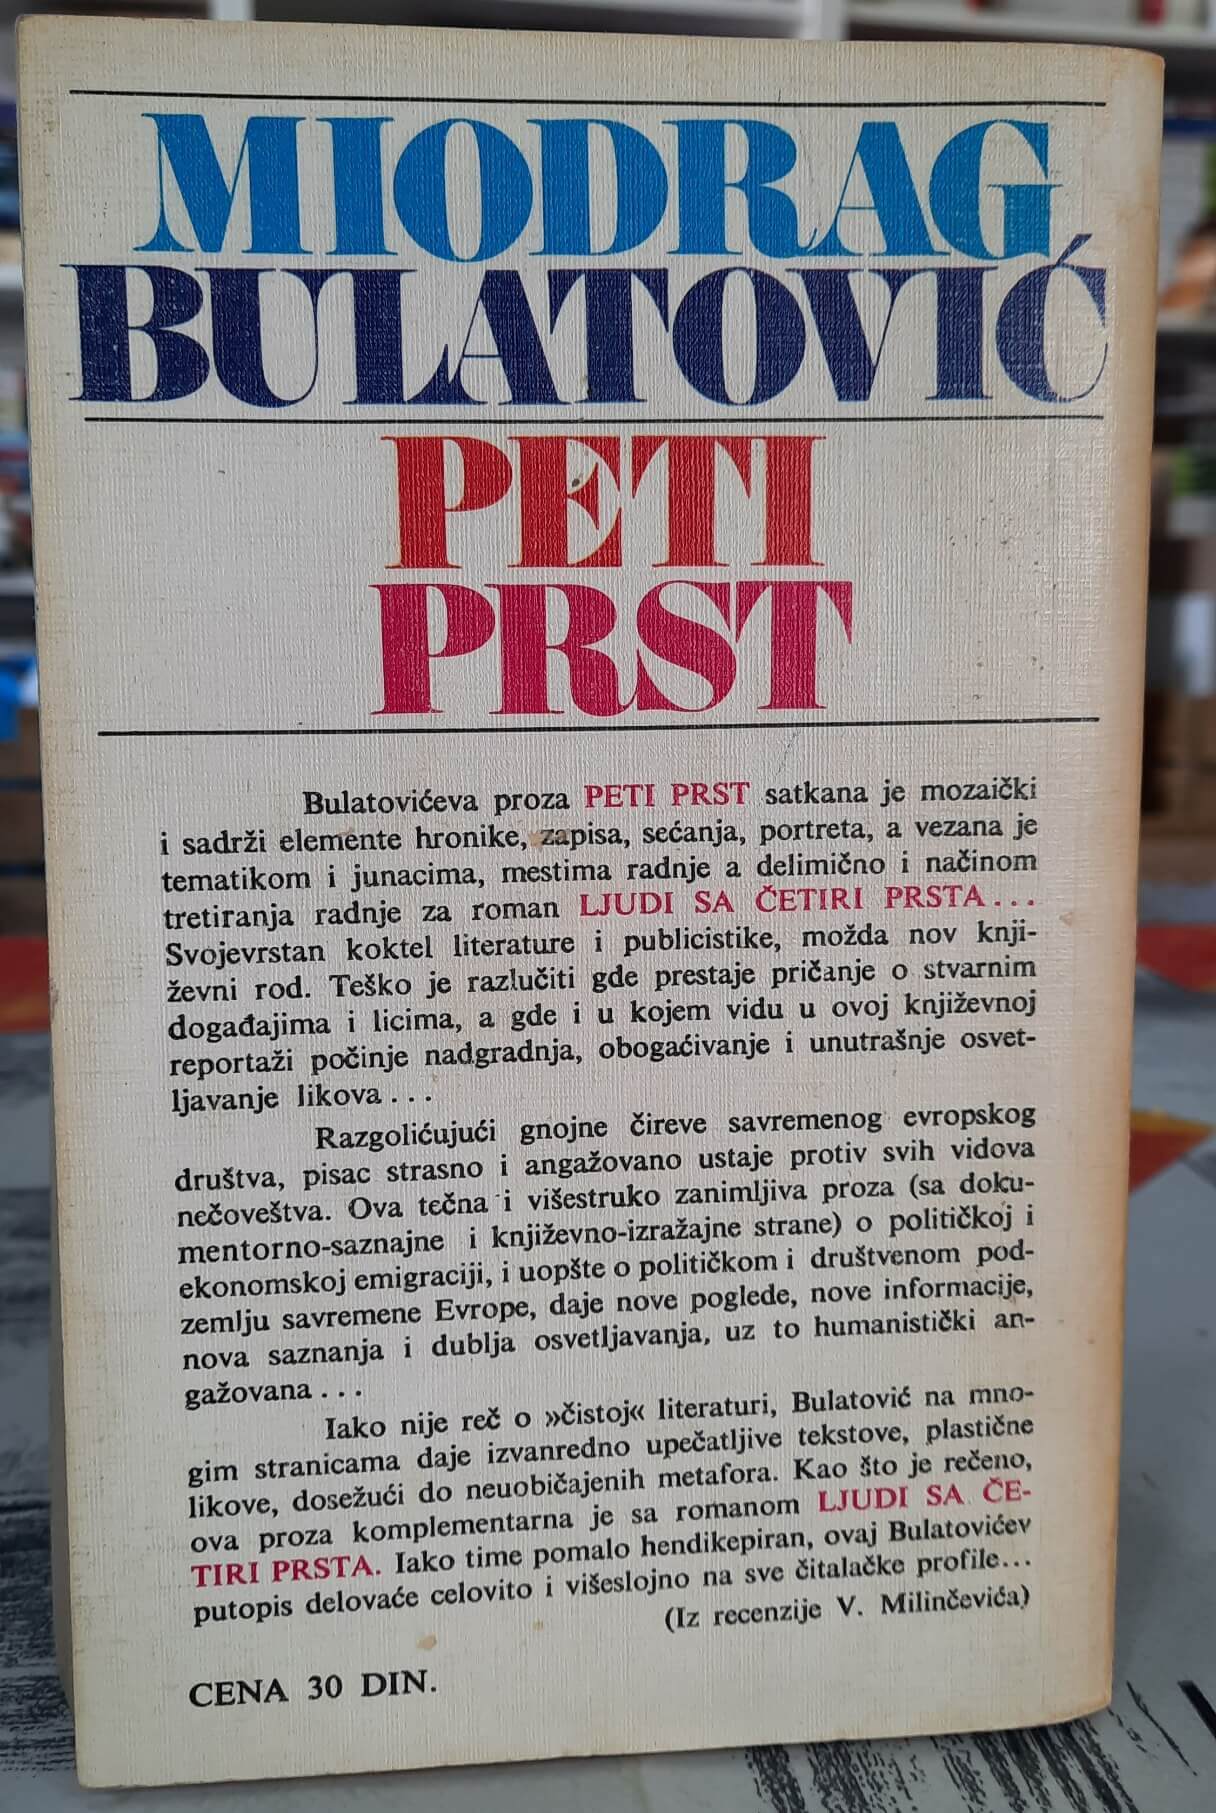 MIODRAG
BULATOVIĆ
PETI
PRST
Bulatovićeva proza PETI PRST satkana je mozaički
i sadrži elemente hronike, zapisa, sećanja, portreta, a vezana je
tematikom i junacima, mestima radnje a delimično i načinom
tretiranja radnje za roman LJUDI SA ČETIRI PRSTA...
Svojevrstan koktel literature i publicistike, možda nov knji-
ževni rod. Teško je razlučiti gde prestaje pričanje o stvarnim
događajima i licima, a gde i u kojem vidu u ovoj književnoj
reportaži počinje nadgradnja, obogaćivanje i unutrašnje osvet-
ljavanje likova...
Razgolićujući gnojne čireve savremenog evropskog
društva, pisac strasno i angažovano ustaje protiv svih vidova
nečoveštva. Ova tečna i višestruko zanimljiva proza (sa doku-
mentorno-saznajne i književno-izražajne strane) o političkoj i
ekonomskoj emigraciji, i uopšte o političkom i društvenom pod-
zemlju savremene Evrope, daje nove poglede, nove informacije,
nova saznanja i dublja osvetljavanja, uz to humanistički an-
gažovana...
Iako nije reč o »čistoj« literaturi, Bulatović na mno-
gim stranicama daje izvanredno upečatljive tekstove, plastične
likove, dosežući do neuobičajenih metafora. Kao što je rečeno,
ova proza komplementarna je sa romanom LJUDI SA ČE-
TIRI PRSTA. Iako time pomalo hendikepiran, ovaj Bulatovićev
putopis delovaće celovito i višeslojno na sve čitalačke profile...
(Iz recenzije V. Milinčevića)
CENA 30 DIN.